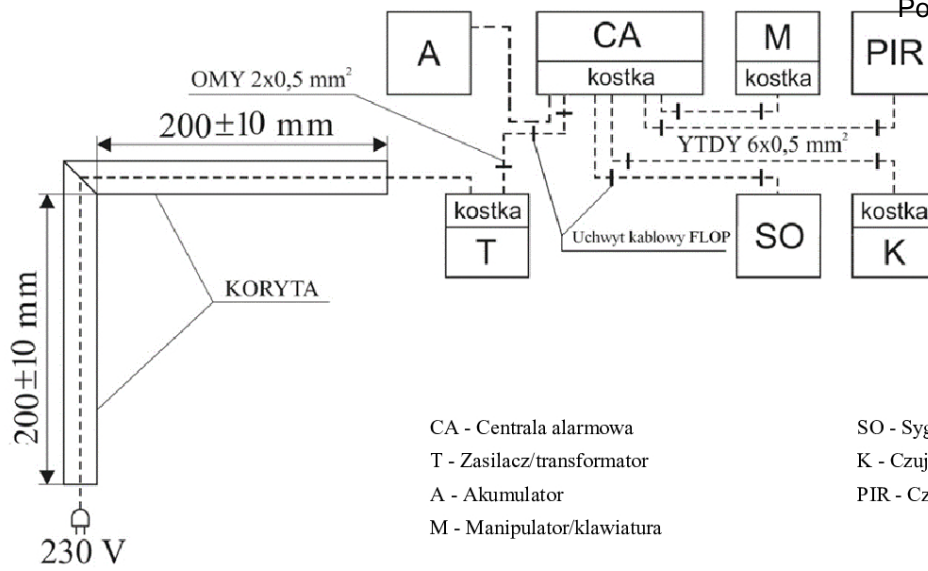 Po
A
CA
kostka
M
kostka
PIR
OMY 2x0,5 mm²
200±10 mm
YTDY 6x0,5 mm²
kostka
T
Uchwyt kablowy FLOP
SO
kostka
K
KORYTA
200±10 mm
230 V
CA - Centrala alarmowa
T - Zasilacz/transformator
A - Akumulator
M - Manipulator/klawiatura
SO - Syg
K - Czuj
PIR - Cz